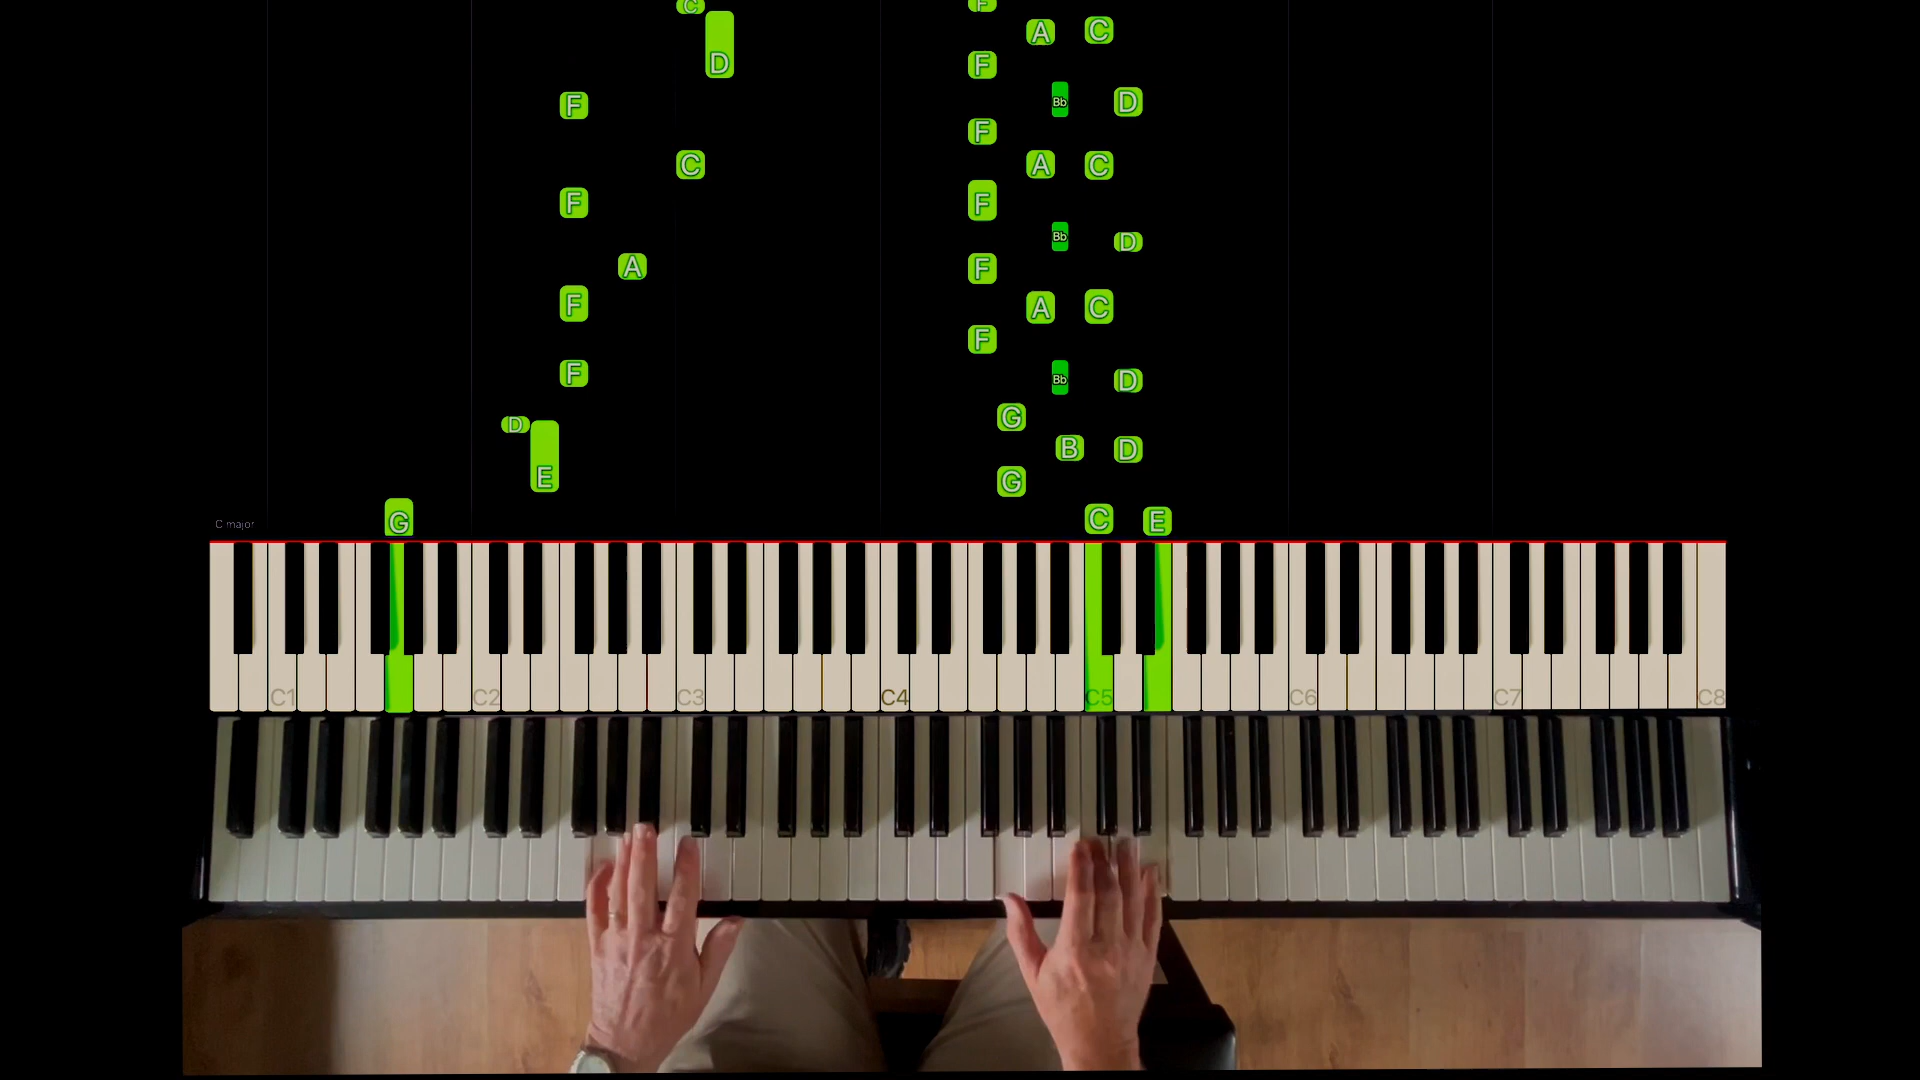 C F
A C
D F
F Bb D
F
C A C
F F
Bb D
A F
F A C
F
F Bb D
D G
B D
E G
G C E
C major
C1 C2 C3 C4 C5 C6 C7 C8